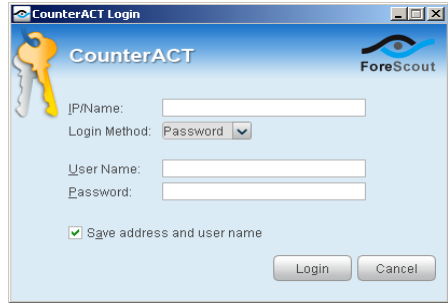 CounterACT Login
CounterACT
ForeScout
IP/Name:
Login Method: Password
User Name:
Password:
Save address and user name
Login Cancel